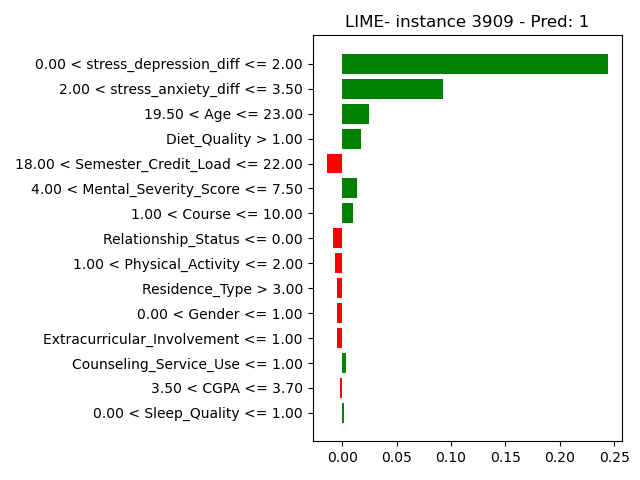 LIME- instance 3909 - Pred: 1
0.00 < stress_depression_diff <= 2.00
2.00 < stress_anxiety_diff <= 3.50
19.50 < Age <= 23.00
Diet_Quality > 1.00
18.00 < Semester_Credit_Load <= 22.00
4.00 < Mental_Severity_Score <= 7.50
1.00 < Course <= 10.00
Relationship_Status <= 0.00
1.00 < Physical_Activity <= 2.00
Residence_Type > 3.00
0.00 < Gender <= 1.00
Extracurricular_Involvement <= 1.00
Counseling_Service_Use <= 1.00
3.50 < CGPA <= 3.70
0.00 < Sleep_Quality <= 1.00
0.00 0.05 0.10 0.15 0.20 0.25